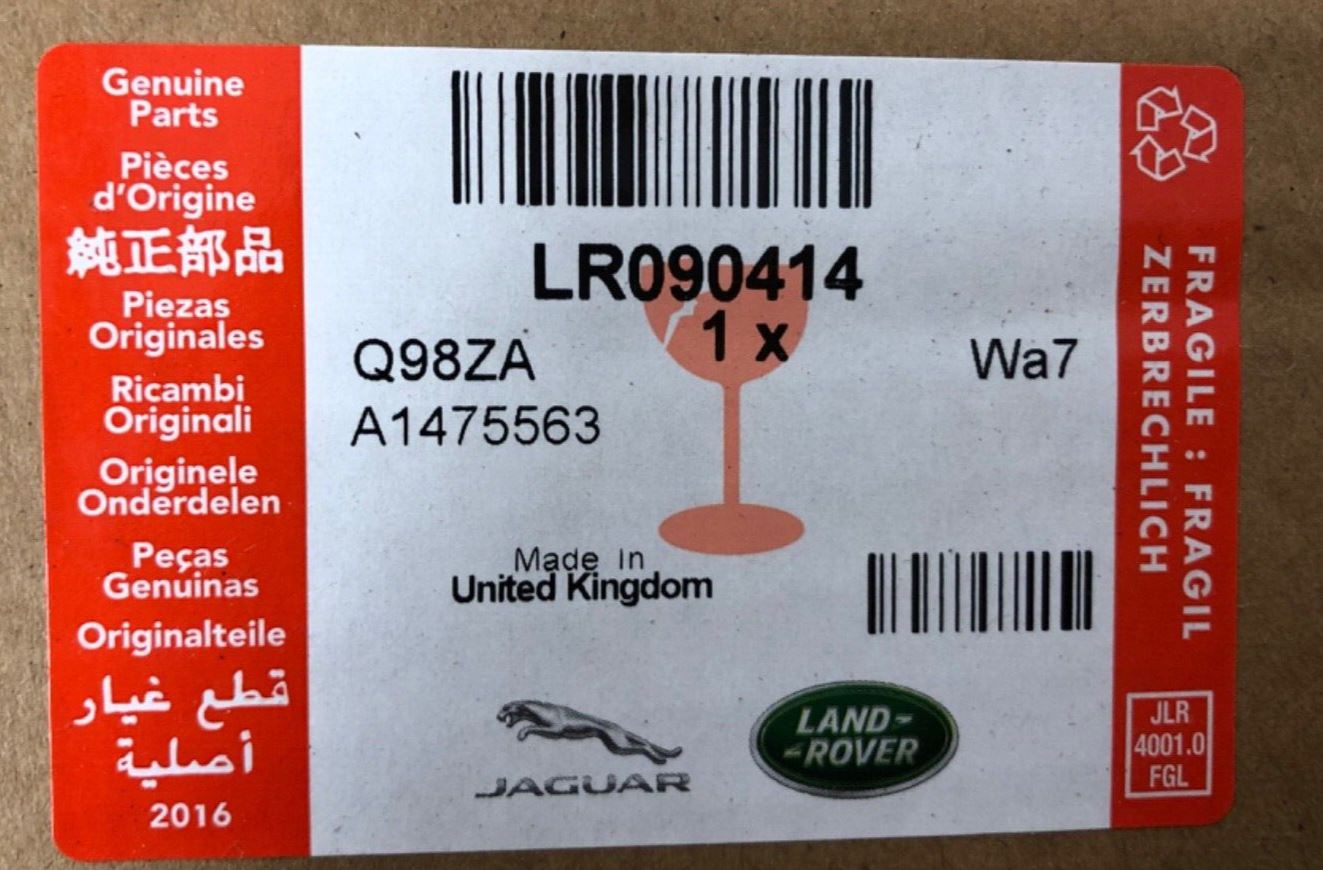 Genuine
Parts
Pièces
d'Origine
純正部品
Piezas
Originales
Ricambi
Originali
Originele
Onderdelen
Peças
Genuinas
Originalteile
قطع غيار
أصلية
2016
LR090414
1 x
Q98ZA
Wa7
A1475563
Made In
United Kingdom
JAGUAR
LAND-
-ROVER
FRAGILE : FRAGIL
ZERBRECHLICH
JLR
4001.0
FGL